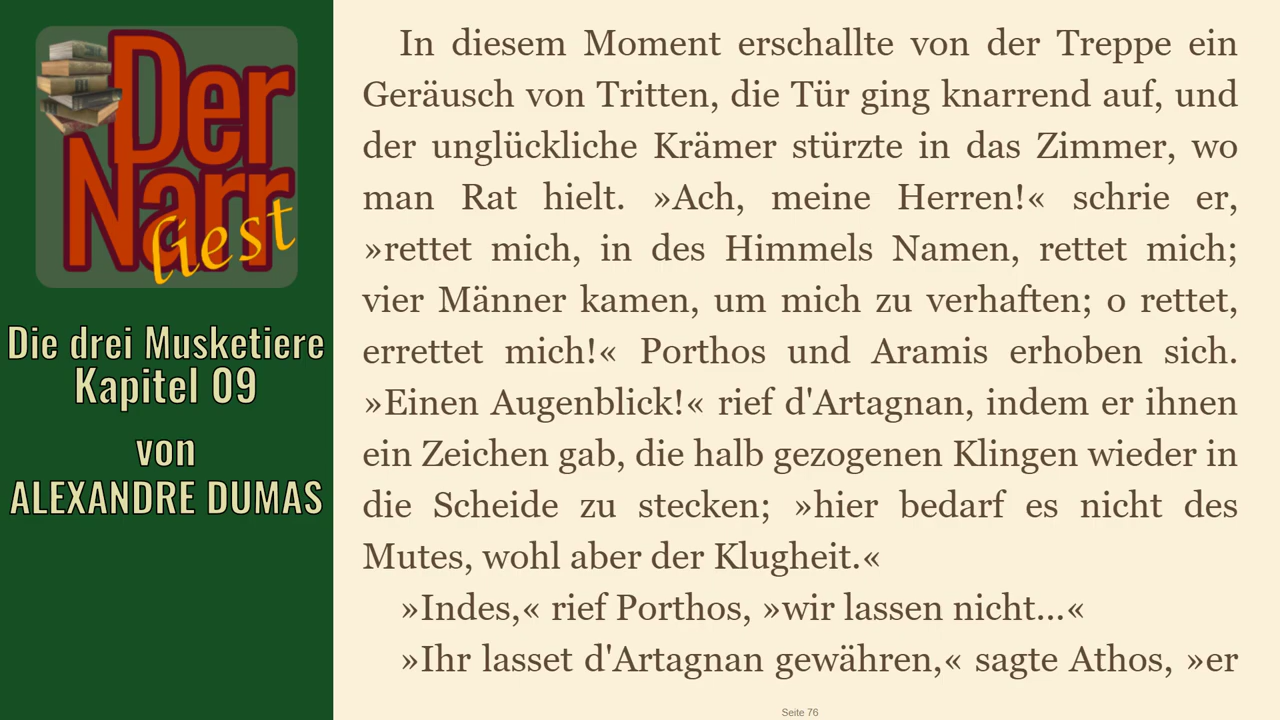 Der
Narr
liest
Die drei Musketiere
Kapitel 09
von
ALEXANDRE DUMAS
In diesem Moment erschallte von der Treppe ein
Geräusch von Tritten, die Tür ging knarrend auf, und
der unglückliche Krämer stürzte in das Zimmer, wo
man Rat hielt. »Ach, meine Herren!« schrie er,
»rettet mich, in des Himmels Namen, rettet mich;
vier Männer kamen, um mich zu verhaften; o rettet,
errettet mich!« Porthos und Aramis erhoben sich.
»Einen Augenblick!« rief d'Artagnan, indem er ihnen
ein Zeichen gab, die halb gezogenen Klingen wieder in
die Scheide zu stecken; »hier bedarf es nicht des
Mutes, wohl aber der Klugheit.«
»Indes,« rief Porthos, »wir lassen nicht...«
»Ihr lasset d'Artagnan gewähren,« sagte Athos, »er
Seite 76